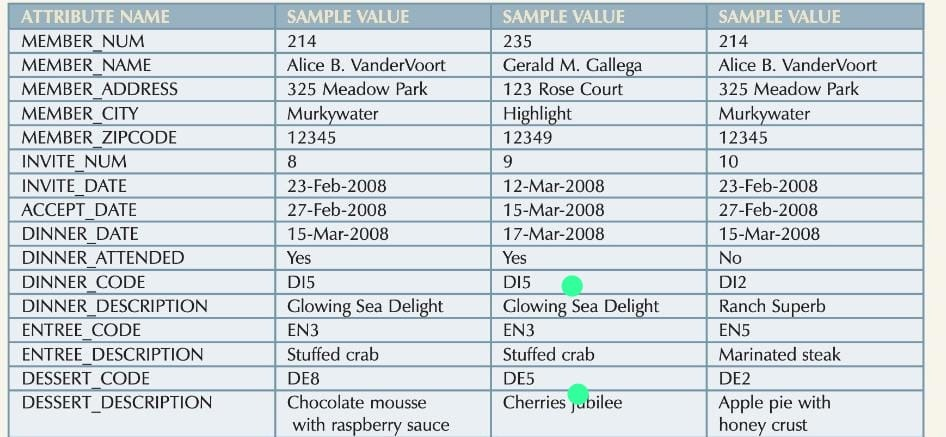 ATTRIBUTE NAME SAMPLE VALUE SAMPLE VALUE SAMPLE VALUE
MEMBER_NUM 214 235 214
MEMBER_NAME Alice B. VanderVoort Gerald M. Gallega Alice B. VanderVoort
MEMBER_ADDRESS 325 Meadow Park 123 Rose Court 325 Meadow Park
MEMBER_CITY Murkywater Highlight Murkywater
MEMBER_ZIPCODE 12345 12349 12345
INVITE_NUM 8 9 10
INVITE_DATE 23-Feb-2008 12-Mar-2008 23-Feb-2008
ACCEPT_DATE 27-Feb-2008 15-Mar-2008 27-Feb-2008
DINNER_DATE 15-Mar-2008 17-Mar-2008 15-Mar-2008
DINNER_ATTENDED Yes Yes No
DINNER_CODE DI5 DI5 DI2
DINNER_DESCRIPTION Glowing Sea Delight Glowing Sea Delight Ranch Superb
ENTREE_CODE EN3 EN3 EN5
ENTREE_DESCRIPTION Stuffed crab Stuffed crab Marinated steak
DESSERT_CODE DE8 DE5 DE2
DESSERT_DESCRIPTION Chocolate mousse Cherries jubilee Apple pie with
with raspberry sauce honey crust